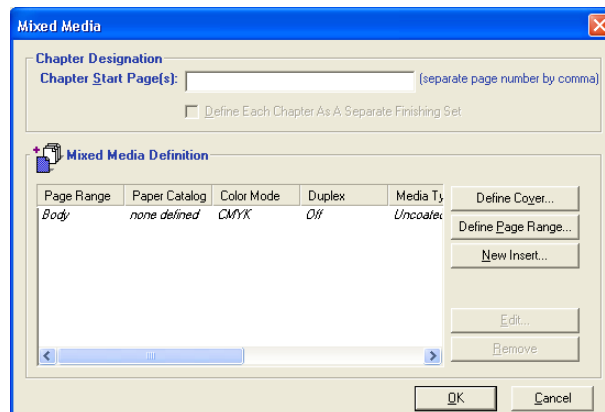 Mixed Media
Chapter Designation
Chapter Start Page(s): (separate page number by comma)
Define Each Chapter As A Separate Finishing Set
Mixed Media Definition
Page Range Paper Catalog Color Mode Duplex Media Ty
Body none defined CMYK Off Uncoated
Define Cover...
Define Page Range...
New Insert...
Edit...
Remove
OK Cancel